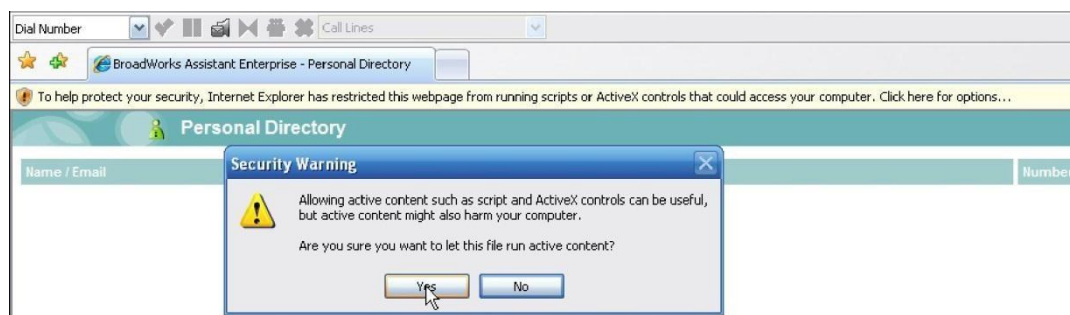 Dial Number
Call Lines
BroadWorks Assistant Enterprise - Personal Directory
To help protect your security, Internet Explorer has restricted this webpage from running scripts or ActiveX controls that could access your computer. Click here for options...
Personal Directory
Name / Email
Number
Security Warning
Allowing active content such as script and ActiveX controls can be useful,
but active content might also harm your computer.
Are you sure you want to let this file run active content?
Yes
No